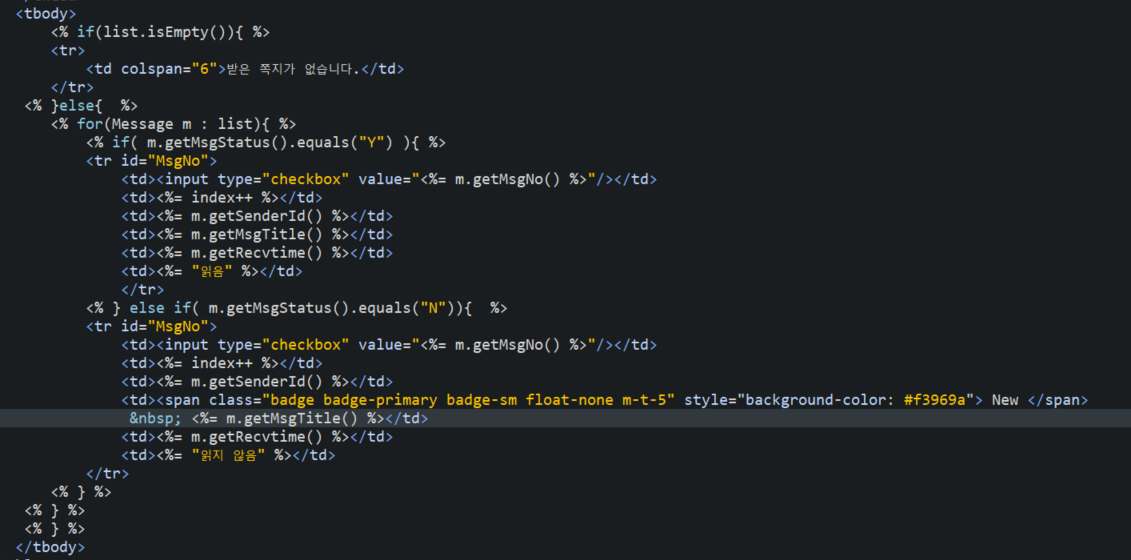 <tbody>
<% if(list.isEmpty()){ %>
<tr>
<td colspan="6">받은 쪽지가 없습니다.</td>
</tr>
<% }else{  %>
<% for(Message m : list){ %>
<% if( m.getMsgStatus().equals("Y") ){ %>
<tr id="MsgNo">
<td><input type="checkbox" value="<%= m.getMsgNo() %>"/></td>
<td><%= index++ %></td>
<td><%= m.getSenderId() %></td>
<td><%= m.getMsgTitle() %></td>
<td><%= m.getRecvtime() %></td>
<td><%= "읽음" %></td>
</tr>
<% } else if( m.getMsgStatus().equals("N")){  %>
<tr id="MsgNo">
<td><input type="checkbox" value="<%= m.getMsgNo() %>"/></td>
<td><%= index++ %></td>
<td><%= m.getSenderId() %></td>
<td><span class="badge badge-primary badge-sm float-none m-t-5" style="background-color: #f3969a"> New </span>
&nbsp; <%= m.getMsgTitle() %></td>
<td><%= m.getRecvtime() %></td>
<td><%= "읽지 않음" %></td>
</tr>
<% } %>
<% } %>
<% } %>
</tbody>